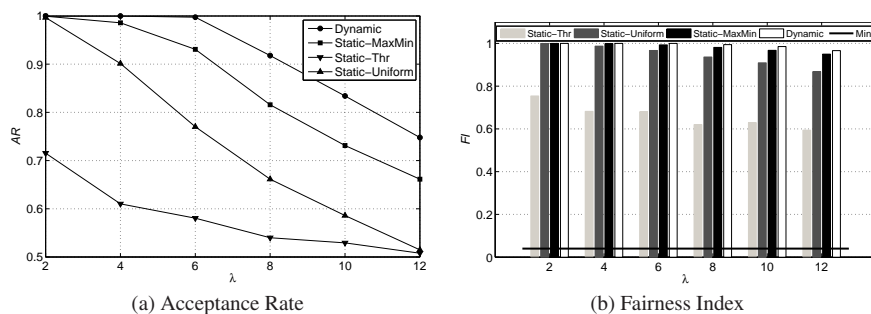 1
0.9
0.8
0.7
0.6
0.5
AR
2 4 6 8 10 12
λ
Dynamic
Static-MaxMin
Static-Thr
Static-Uniform
(a) Acceptance Rate
Static-Thr Static-Uniform Static-MaxMin Dynamic Min
1
0.8
0.6
0.4
0.2
0
FI
2 4 6 8 10 12
λ
(b) Fairness Index